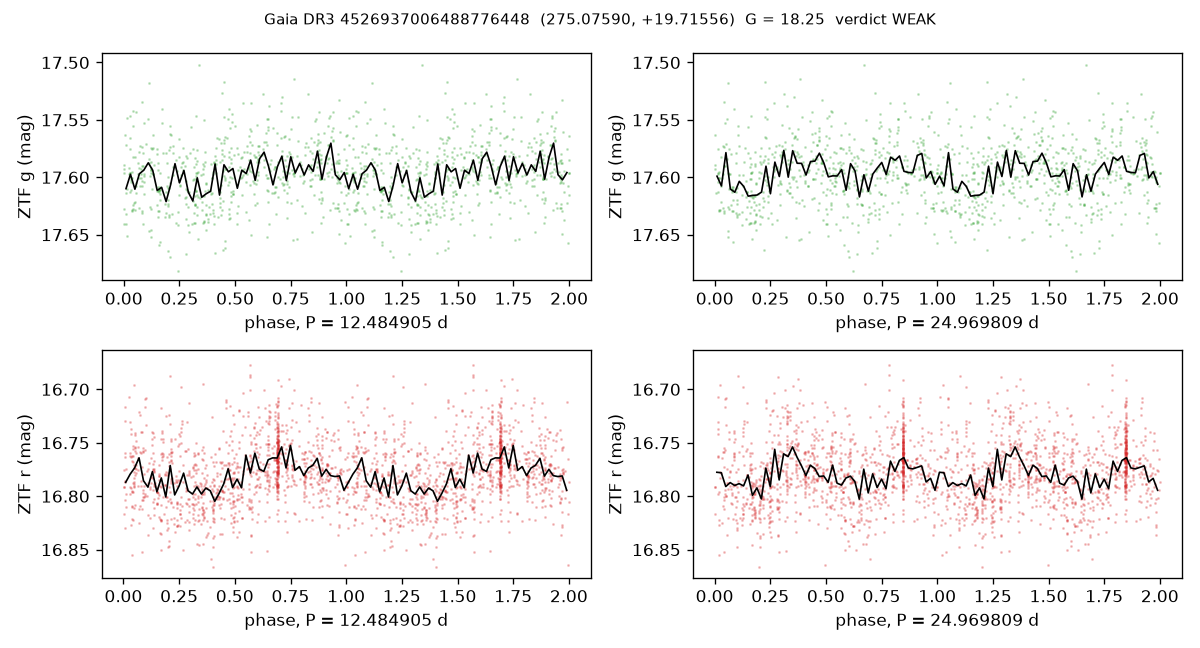 Gaia DR3 4526937006488776448  (275.07590, +19.71556)  G = 18.25  verdict WEAK
ZTF g (mag)
17.50
17.55
17.60
17.65
0.00 0.25 0.50 0.75 1.00 1.25 1.50 1.75 2.00
phase, P = 12.484905 d
ZTF g (mag)
17.50
17.55
17.60
17.65
0.00 0.25 0.50 0.75 1.00 1.25 1.50 1.75 2.00
phase, P = 24.969809 d
ZTF r (mag)
16.70
16.75
16.80
16.85
0.00 0.25 0.50 0.75 1.00 1.25 1.50 1.75 2.00
phase, P = 12.484905 d
ZTF r (mag)
16.70
16.75
16.80
16.85
0.00 0.25 0.50 0.75 1.00 1.25 1.50 1.75 2.00
phase, P = 24.969809 d